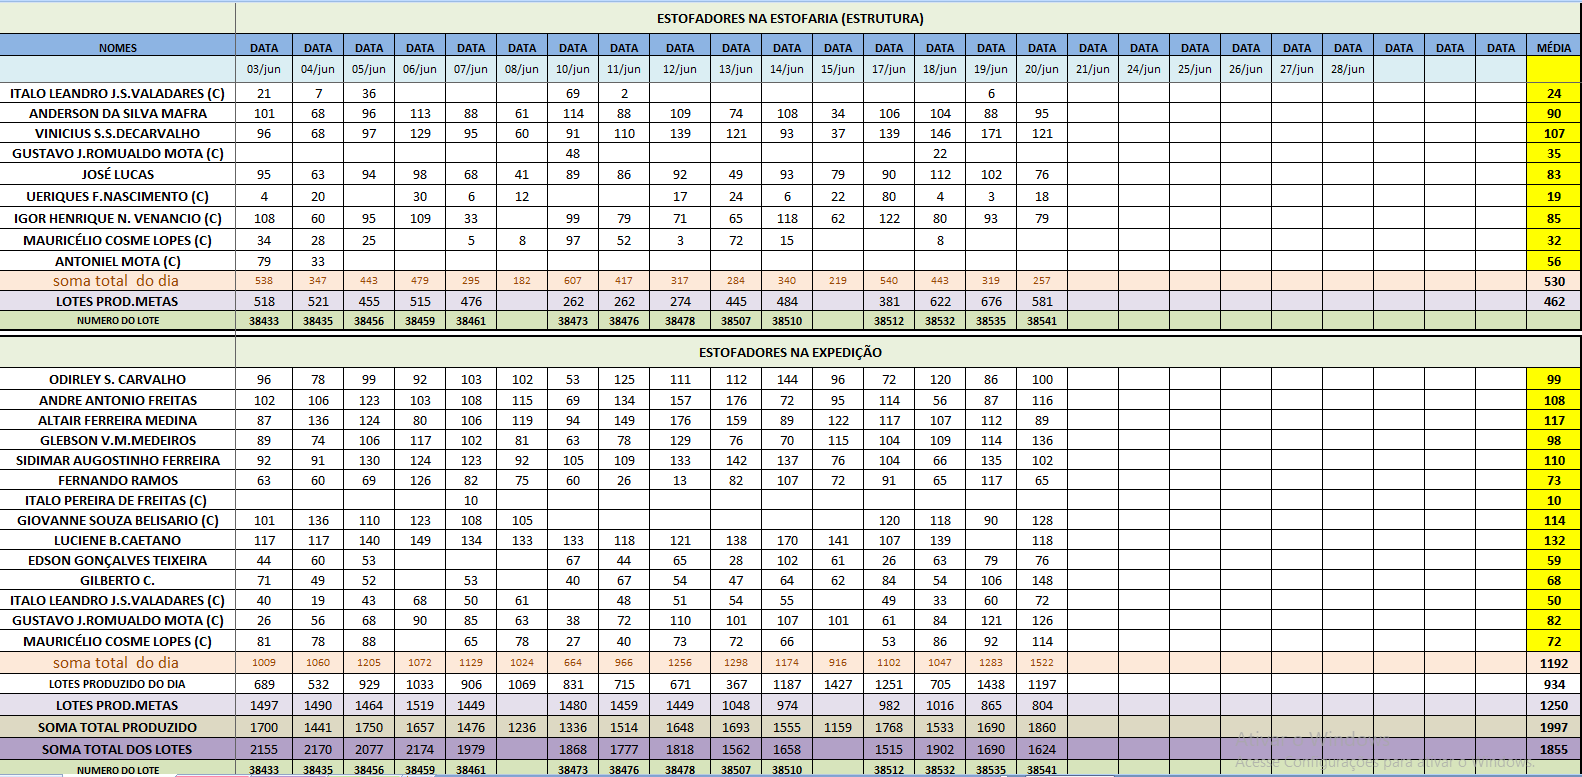 ESTOFADORES NA ESTOFARIA (ESTRUTURA)
NOMES DATA DATA DATA DATA DATA DATA DATA DATA DATA DATA DATA DATA DATA DATA DATA DATA DATA DATA DATA DATA DATA DATA DATA DATA DATA MÉDIA
03/jun 04/jun 05/jun 06/jun 07/jun 08/jun 10/jun 11/jun 12/jun 13/jun 14/jun 15/jun 17/jun 18/jun 19/jun 20/jun 21/jun 24/jun 25/jun 26/jun 27/jun 28/jun
ITALO LEANDRO J.S.VALADARES (C) 21 7 36 69 2 6 24
ANDERSON DA SILVA MAFRA 101 68 96 113 88 61 114 88 109 74 108 34 106 104 88 95 90
VINICIUS S.S.DECARVALHO 96 68 97 129 95 60 91 110 139 121 93 37 139 146 171 121 107
GUSTAVO J.ROMUALDO MOTA (C) 48 22 35
JOSÉ LUCAS 95 63 94 98 68 41 89 86 92 49 93 79 90 112 102 76 83
UERIQUES F.NASCIMENTO (C) 4 20 30 6 12 17 24 6 22 80 4 3 18 19
IGOR HENRIQUE N. VENANCIO (C) 108 60 95 109 33 99 79 71 65 118 62 122 80 93 79 85
MAURICÉLIO COSME LOPES (C) 34 28 25 5 8 97 52 3 72 15 8 32
ANTONIEL MOTA (C) 79 33 56
soma total do dia 538 347 443 479 295 182 607 417 317 284 340 219 540 443 319 257 530
LOTES PROD.METAS 518 521 455 515 476 262 262 274 445 484 381 622 676 581 462
NUMERO DO LOTE 38433 38435 38456 38459 38461 38473 38476 38478 38507 38510 38512 38532 38535 38541
ESTOFADORES NA EXPEDIÇÃO
ODIRLEY S. CARVALHO 96 78 99 92 103 102 53 125 111 112 144 96 72 120 86 100 99
ANDRE ANTONIO FREITAS 102 106 123 103 108 115 69 134 157 176 72 95 114 56 87 116 108
ALTAIR FERREIRA MEDINA 87 136 124 80 106 119 94 149 176 159 89 122 117 107 112 89 117
GLEBSON V.M.MEDEIROS 89 74 106 117 102 81 63 78 129 76 70 115 104 109 114 136 98
SIDIMAR AUGOSTINHO FERREIRA 92 91 130 124 123 92 105 109 133 142 137 76 104 66 135 102 110
FERNANDO RAMOS 63 60 69 126 82 75 60 26 13 82 107 72 91 65 117 65 73
ITALO PEREIRA DE FREITAS (C) 10 10
GIOVANNE SOUZA BELISARIO (C) 101 136 110 123 108 105 120 118 90 128 114
LUCIENE B.CAETANO 117 117 140 149 134 133 133 118 121 138 170 141 107 139 118 132
EDSON GONÇALVES TEIXEIRA 44 60 53 67 44 65 28 102 61 26 63 79 76 59
GILBERTO C. 71 49 52 53 40 67 54 47 64 62 84 54 106 148 68
ITALO LEANDRO J.S.VALADARES (C) 40 19 43 68 50 61 48 51 54 55 49 33 60 72 50
GUSTAVO J.ROMUALDO MOTA (C) 26 56 68 90 85 63 38 72 110 101 107 101 61 84 121 126 82
MAURICÉLIO COSME LOPES (C) 81 78 88 65 78 27 40 73 72 66 53 86 92 114 72
soma total do dia 1009 1060 1205 1072 1129 1024 664 966 1256 1298 1174 916 1102 1047 1283 1522 1192
LOTES PRODUZIDO DO DIA 689 532 929 1033 906 1069 831 715 671 367 1187 1427 1251 705 1438 1197 934
LOTES PROD.METAS 1497 1490 1464 1519 1449 1480 1459 1449 1048 974 982 1016 865 804 1250
SOMA TOTAL PRODUZIDO 1700 1441 1750 1657 1476 1236 1336 1514 1648 1693 1555 1159 1768 1533 1690 1860 1997
SOMA TOTAL DOS LOTES 2155 2170 2077 2174 1979 1868 1777 1818 1562 1658 1515 1902 1690 1624 1855
NUMERO DO LOTE 38433 38435 38456 38459 38461 38473 38476 38478 38507 38510 38512 38532 38535 38541
Ativar o Windows
Acesse Configurações para ativar o Windows.